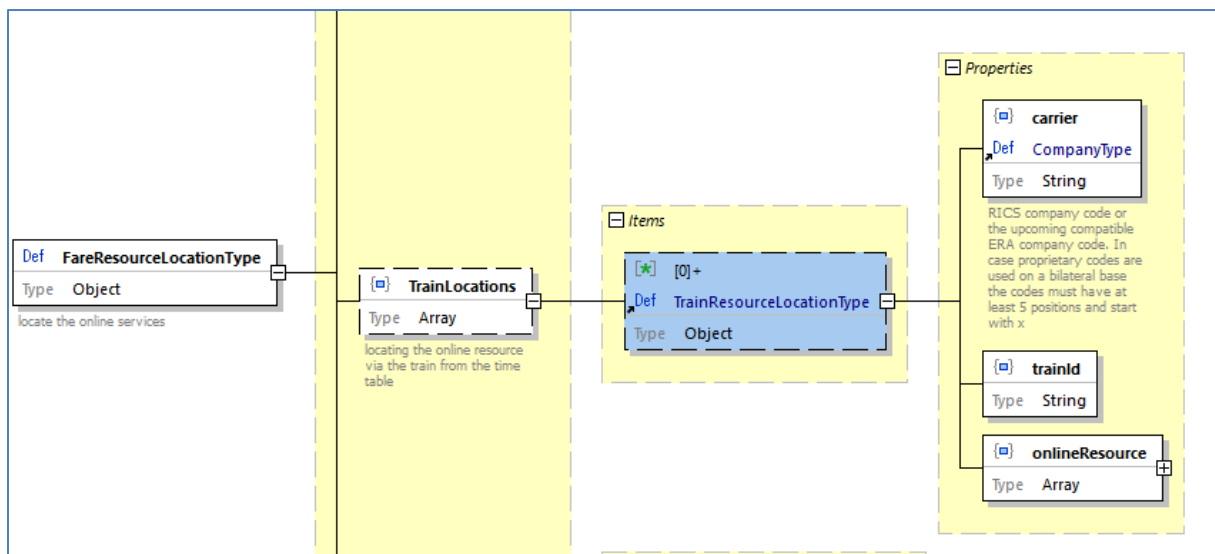 Def FareResourceLocationType
Type Object
locate the online services
TrainLocations
Type Array
locating the online resource
via the train from the time
table
Items
[*] [0]+
Def TrainResourceLocationType
Type Object
Properties
carrier
Def CompanyType
Type String
RICS company code or
the upcoming compatible
ERA company code. In
case proprietary codes are
used on a bilateral base
the codes must have at
least 5 positions and start
with x
trainId
Type String
onlineResource
Type Array